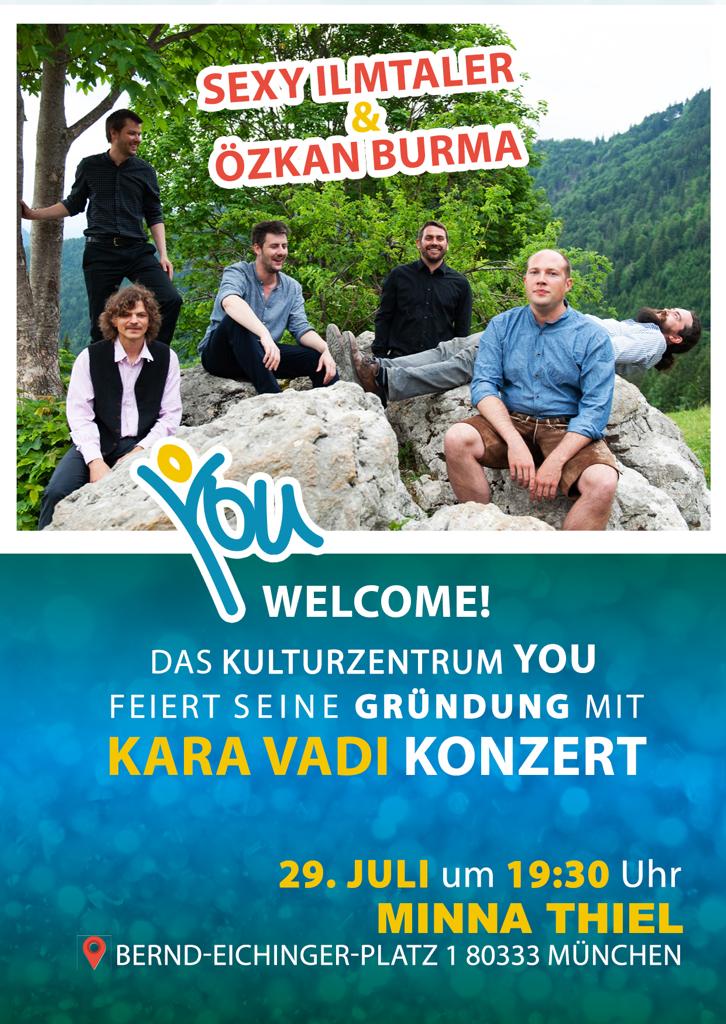 SEXY ILMTALER
&
ÖZKAN BURMA
YOU
WELCOME!
DAS KULTURZENTRUM YOU
FEIERT SEINE GRÜNDUNG MIT
KARA VADI KONZERT
29. JULI um 19:30 Uhr
MINNA THIEL
BERND-EICHINGER-PLATZ 1 80333 MÜNCHEN